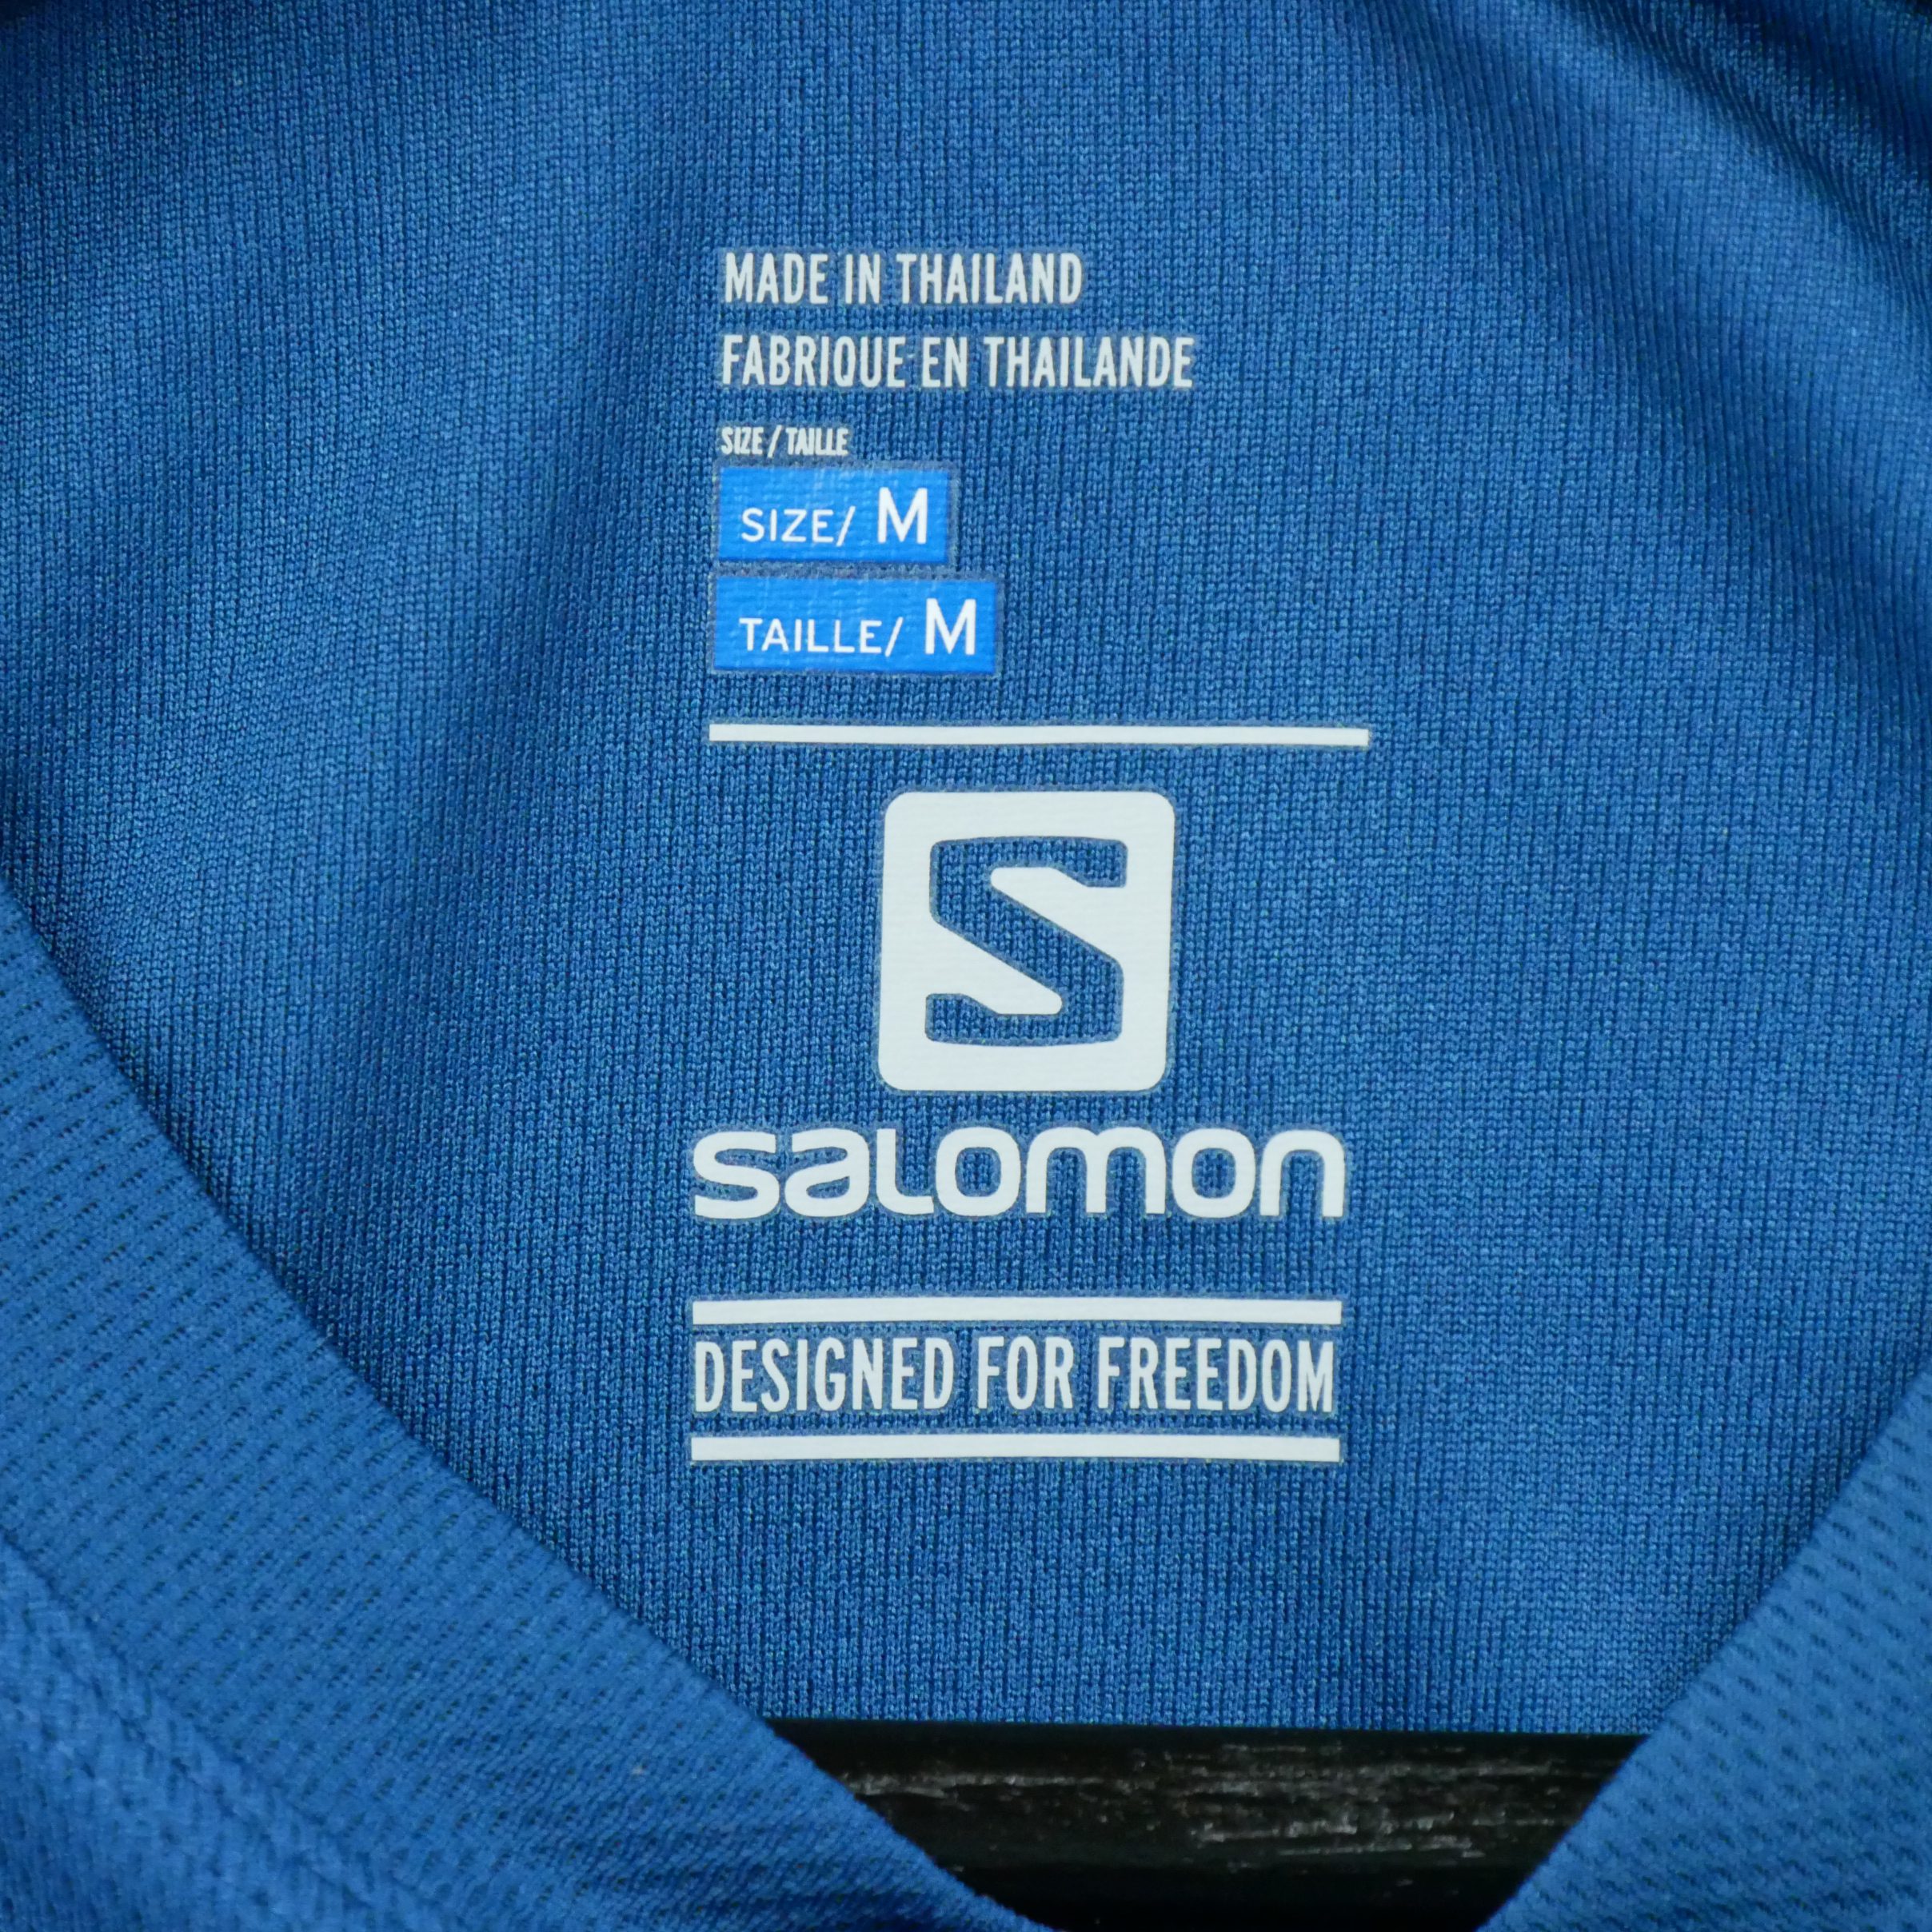 MADE IN THAILAND
FABRIQUE EN THAILANDE
SIZE / TAILLE
SIZE/ M
TAILLE/ M
S
salomon
DESIGNED FOR FREEDOM